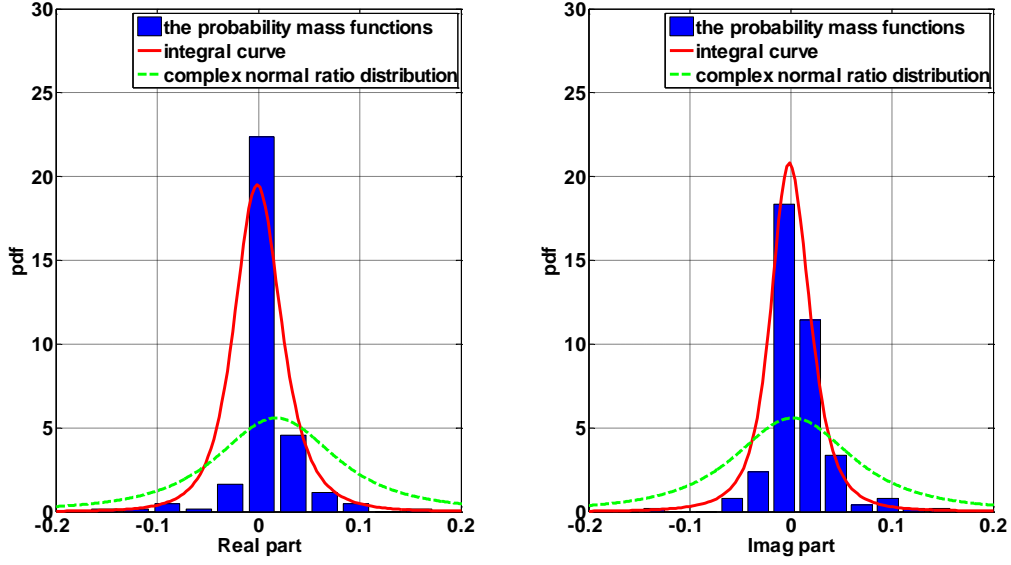 30
25
20
15
10
5
0
pdf
the probability mass functions
integral curve
complex normal ratio distribution
-0.2
-0.1
0
0.1
0.2
Real part
30
25
20
15
10
5
0
pdf
the probability mass functions
integral curve
complex normal ratio distribution
-0.2
-0.1
0
0.1
0.2
Imag part